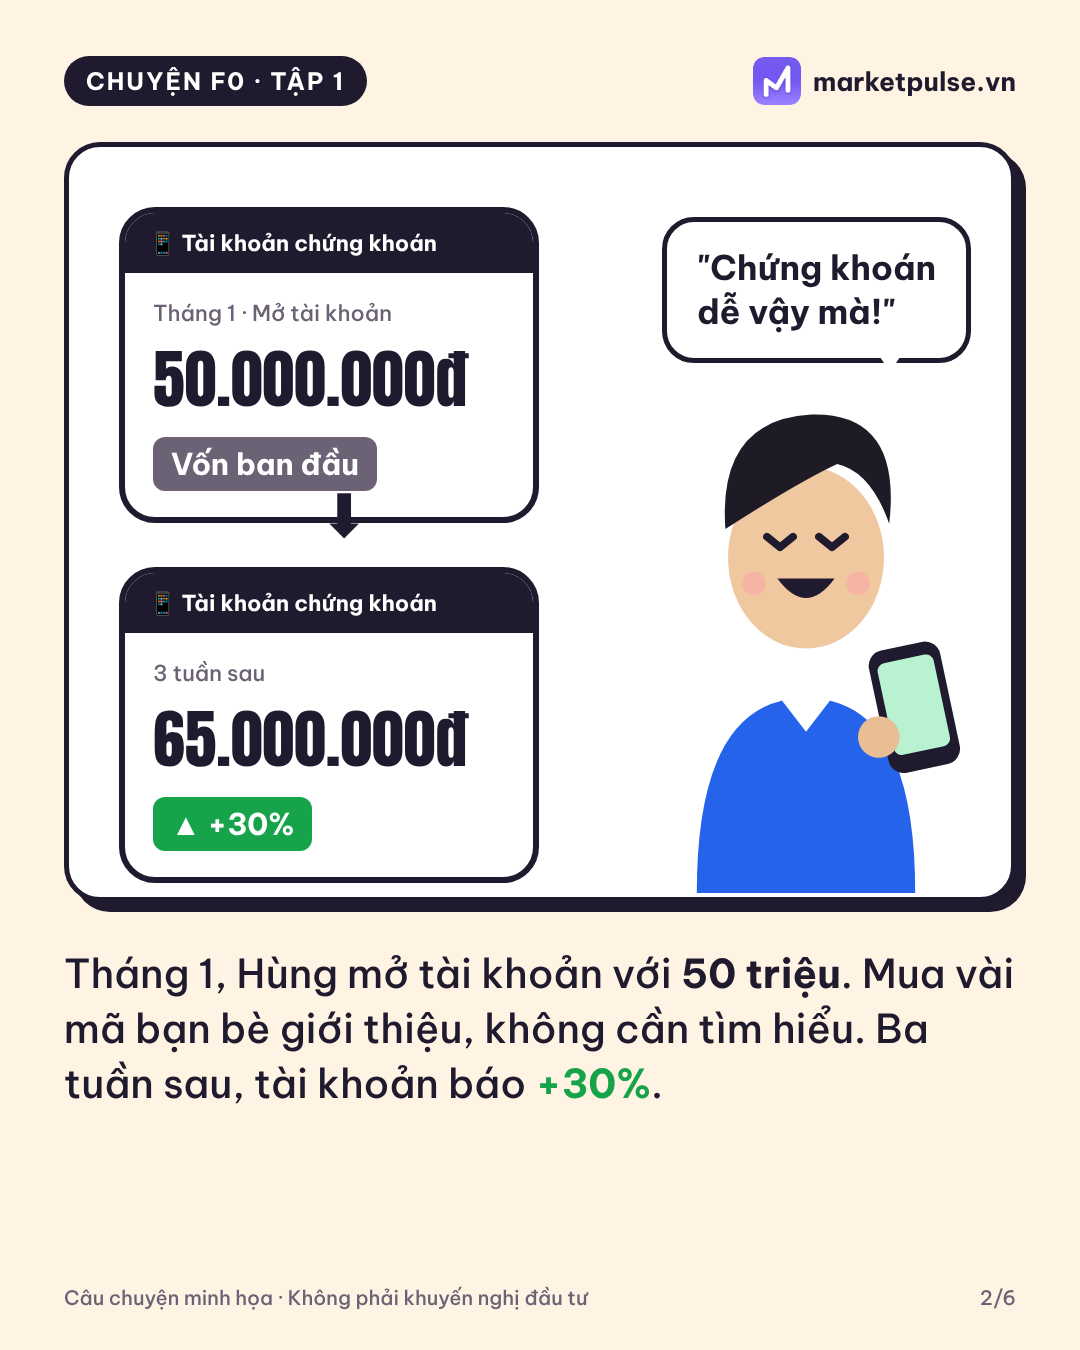 CHUYỆN F0 · TẬP 1
marketpulse.vn
Tài khoản chứng khoán
Tháng 1 · Mở tài khoản
50.000.000đ
Vốn ban đầu
"Chứng khoán
dễ vậy mà!"
Tài khoản chứng khoán
3 tuần sau
65.000.000đ
▲ +30%
Tháng 1, Hùng mở tài khoản với 50 triệu. Mua vài
mã bạn bè giới thiệu, không cần tìm hiểu. Ba
tuần sau, tài khoản báo +30%.
Câu chuyện minh họa · Không phải khuyến nghị đầu tư
2/6